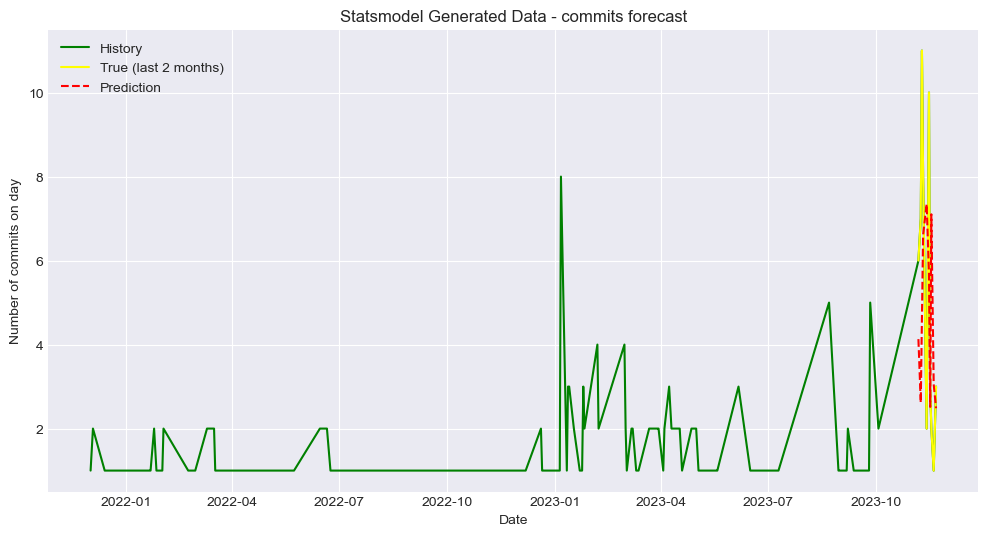 Statsmodel Generated Data - commits forecast
History
True (last 2 months)
Prediction
Number of commits on day
10
8
6
4
2
2022-01 2022-04 2022-07 2022-10 2023-01 2023-04 2023-07 2023-10
Date